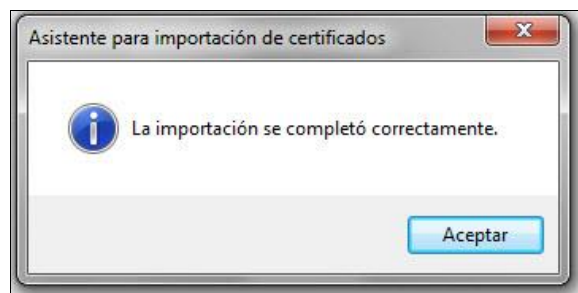 Asistente para importación de certificados
La importación se completó correctamente.
Aceptar